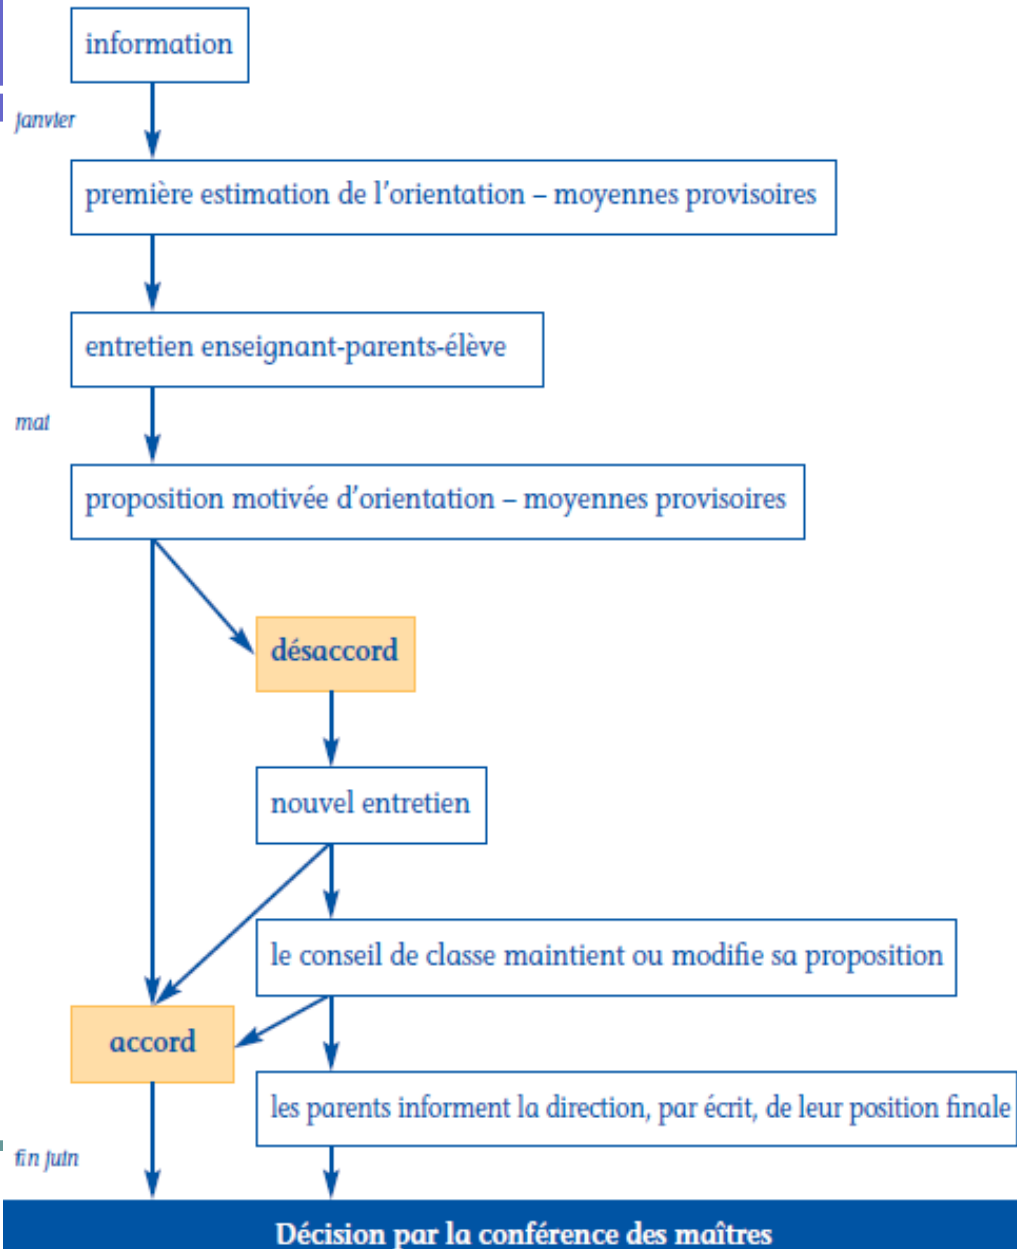 information
janvier
première estimation de l'orientation – moyennes provisoires
entretien enseignant-parents-élève
mai
proposition motivée d'orientation – moyennes provisoires
désaccord
nouvel entretien
le conseil de classe maintient ou modifie sa proposition
accord
les parents informent la direction, par écrit, de leur position finale
fin juin
Décision par la conférence des maîtres